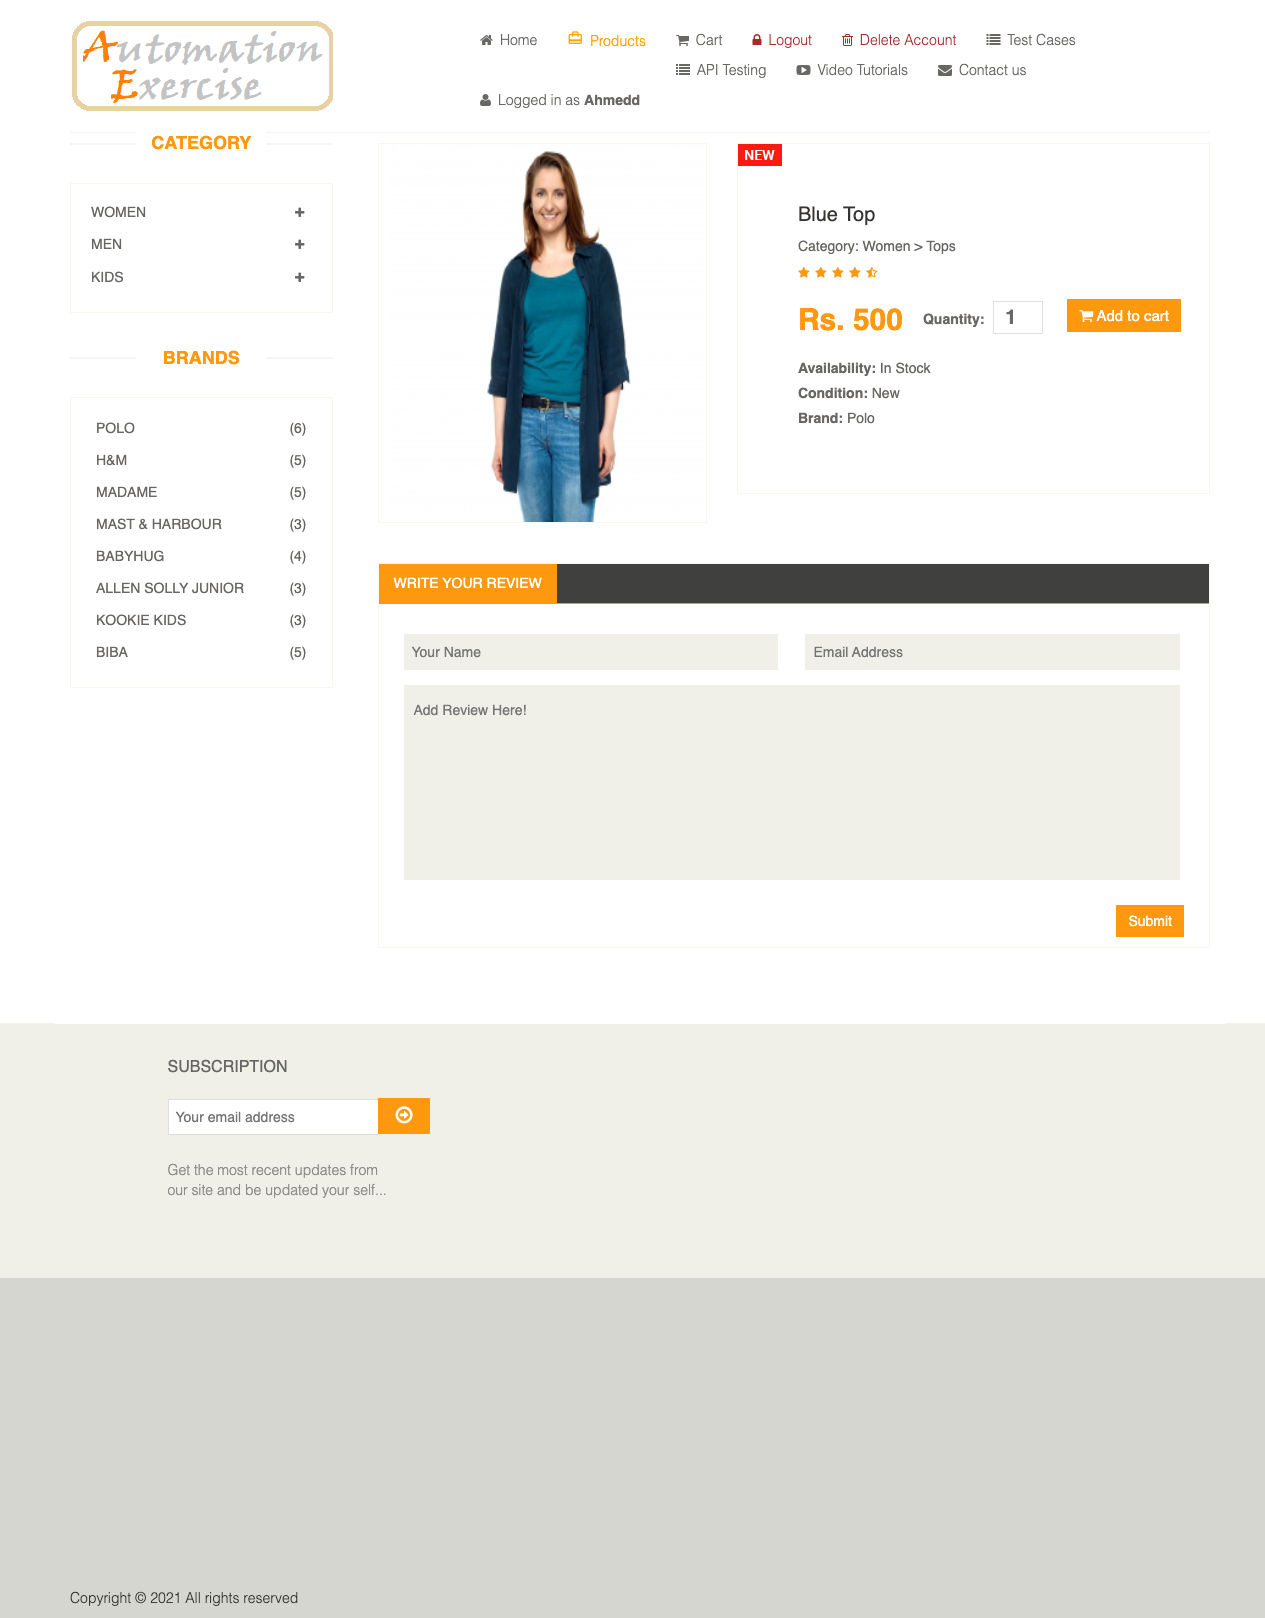 Automation
Exercise
Home
Products
Cart
Logout
Delete Account
Test Cases
API Testing
Video Tutorials
Contact us
Logged in as Ahmedd
CATEGORY
WOMEN
MEN
KIDS
BRANDS
POLO (6)
H&M (5)
MADAME (5)
MAST & HARBOUR (3)
BABYHUG (4)
ALLEN SOLLY JUNIOR (3)
KOOKIE KIDS (3)
BIBA (5)
NEW
Blue Top
Category: Women > Tops
Rs. 500 Quantity: 1 Add to cart
Availability: In Stock
Condition: New
Brand: Polo
WRITE YOUR REVIEW
Your Name
Email Address
Add Review Here!
Submit
SUBSCRIPTION
Your email address
Get the most recent updates from
our site and be updated your self...
Copyright © 2021 All rights reserved